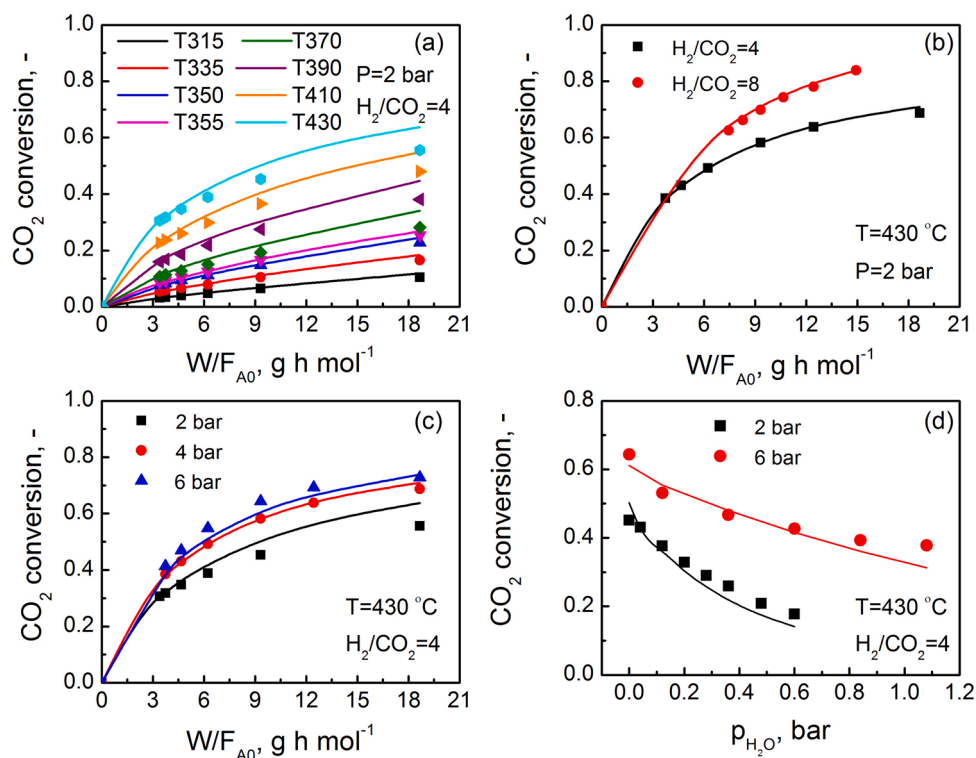 (a)
T315
T370
T335
T390
T350
T410
T355
T430
P=2 bar
H₂/CO₂=4
1.0
0.8
0.6
0.4
0.2
0.0
CO₂ conversion, -
0 3 6 9 12 15 18 21
W/F_A0, g h mol⁻¹
(b)
H₂/CO₂=4
H₂/CO₂=8
T=430 °C
P=2 bar
1.0
0.8
0.6
0.4
0.2
0.0
CO₂ conversion, -
0 3 6 9 12 15 18 21
W/F_A0, g h mol⁻¹
(c)
2 bar
4 bar
6 bar
T=430 °C
H₂/CO₂=4
1.0
0.8
0.6
0.4
0.2
0.0
CO₂ conversion, -
0 3 6 9 12 15 18 21
W/F_A0, g h mol⁻¹
(d)
2 bar
6 bar
T=430 °C
H₂/CO₂=4
0.8
0.6
0.4
0.2
0.0
CO₂ conversion, -
0.0 0.2 0.4 0.6 0.8 1.0 1.2
p_H₂O, bar